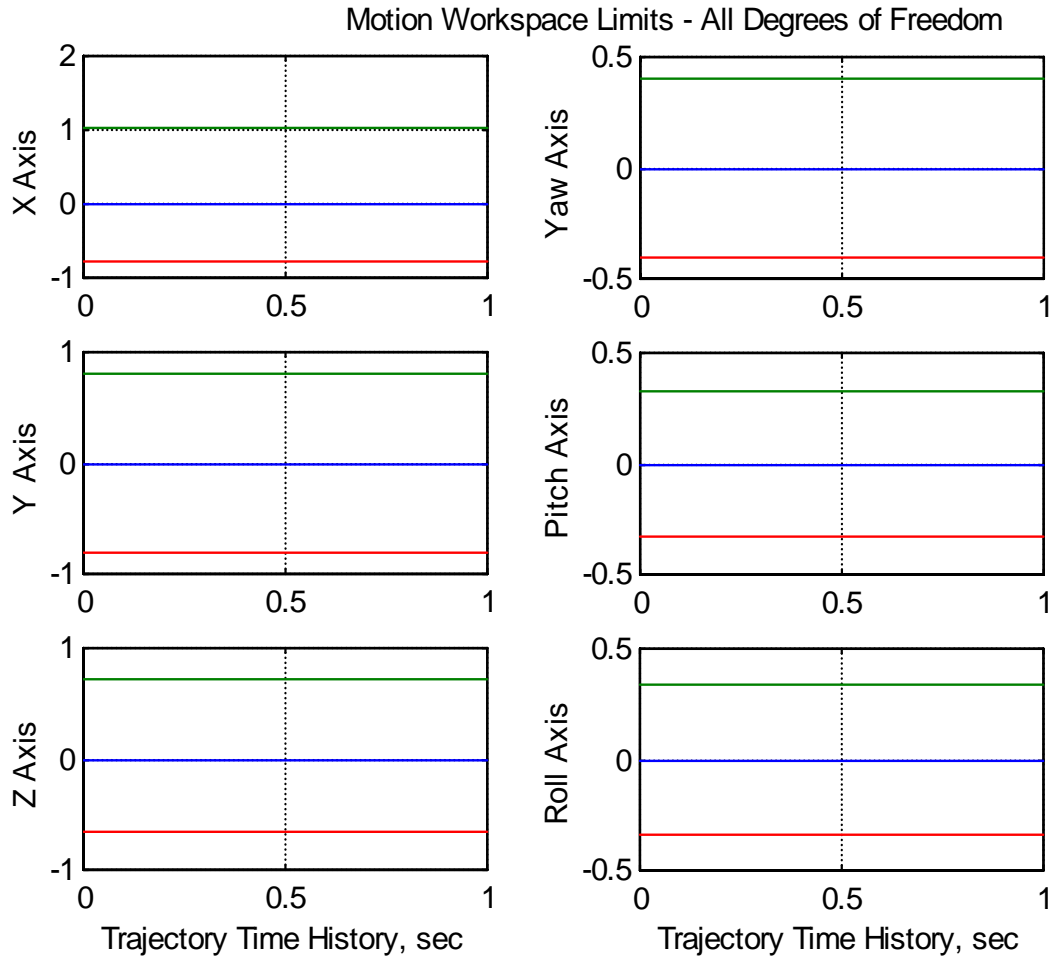 Motion Workspace Limits - All Degrees of Freedom
2
1
0
-1
X Axis
0 0.5 1
0.5
0
-0.5
Yaw Axis
0 0.5 1
1
0
-1
Y Axis
0 0.5 1
0.5
0
-0.5
Pitch Axis
0 0.5 1
1
0
-1
Z Axis
0 0.5 1
Trajectory Time History, sec
0.5
0
-0.5
Roll Axis
0 0.5 1
Trajectory Time History, sec